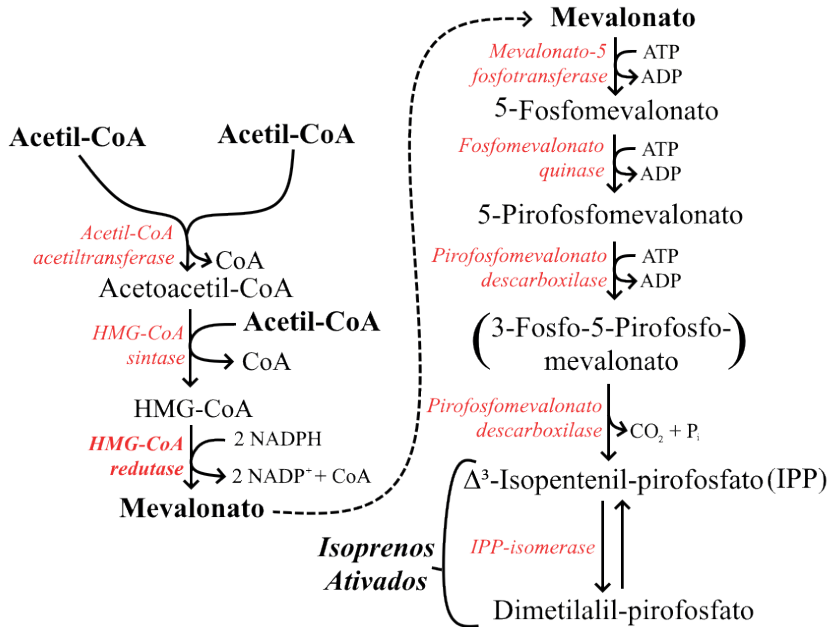 Acetil-CoA
Acetil-CoA
Acetil-CoA
acetiltransferase
CoA
Acetoacetil-CoA
HMG-CoA
sintase
Acetil-CoA
CoA
HMG-CoA
HMG-CoA
redutase
2 NADPH
2 NADP⁺ + CoA
Mevalonato
Mevalonato
Mevalonato-5
fosfotransferase
ATP
ADP
5-Fosfomevalonato
Fosfomevalonato
quinase
ATP
ADP
5-Pirofosfomevalonato
Pirofosfomevalonato
descarboxilase
ATP
ADP
(3-Fosfo-5-Pirofosfo-
mevalonato)
Pirofosfomevalonato
descarboxilase
CO₂ + Pᵢ
Δ³-Isopentenil-pirofosfato (IPP)
Isoprenos
Ativados
IPP-isomerase
Dimetilalil-pirofosfato